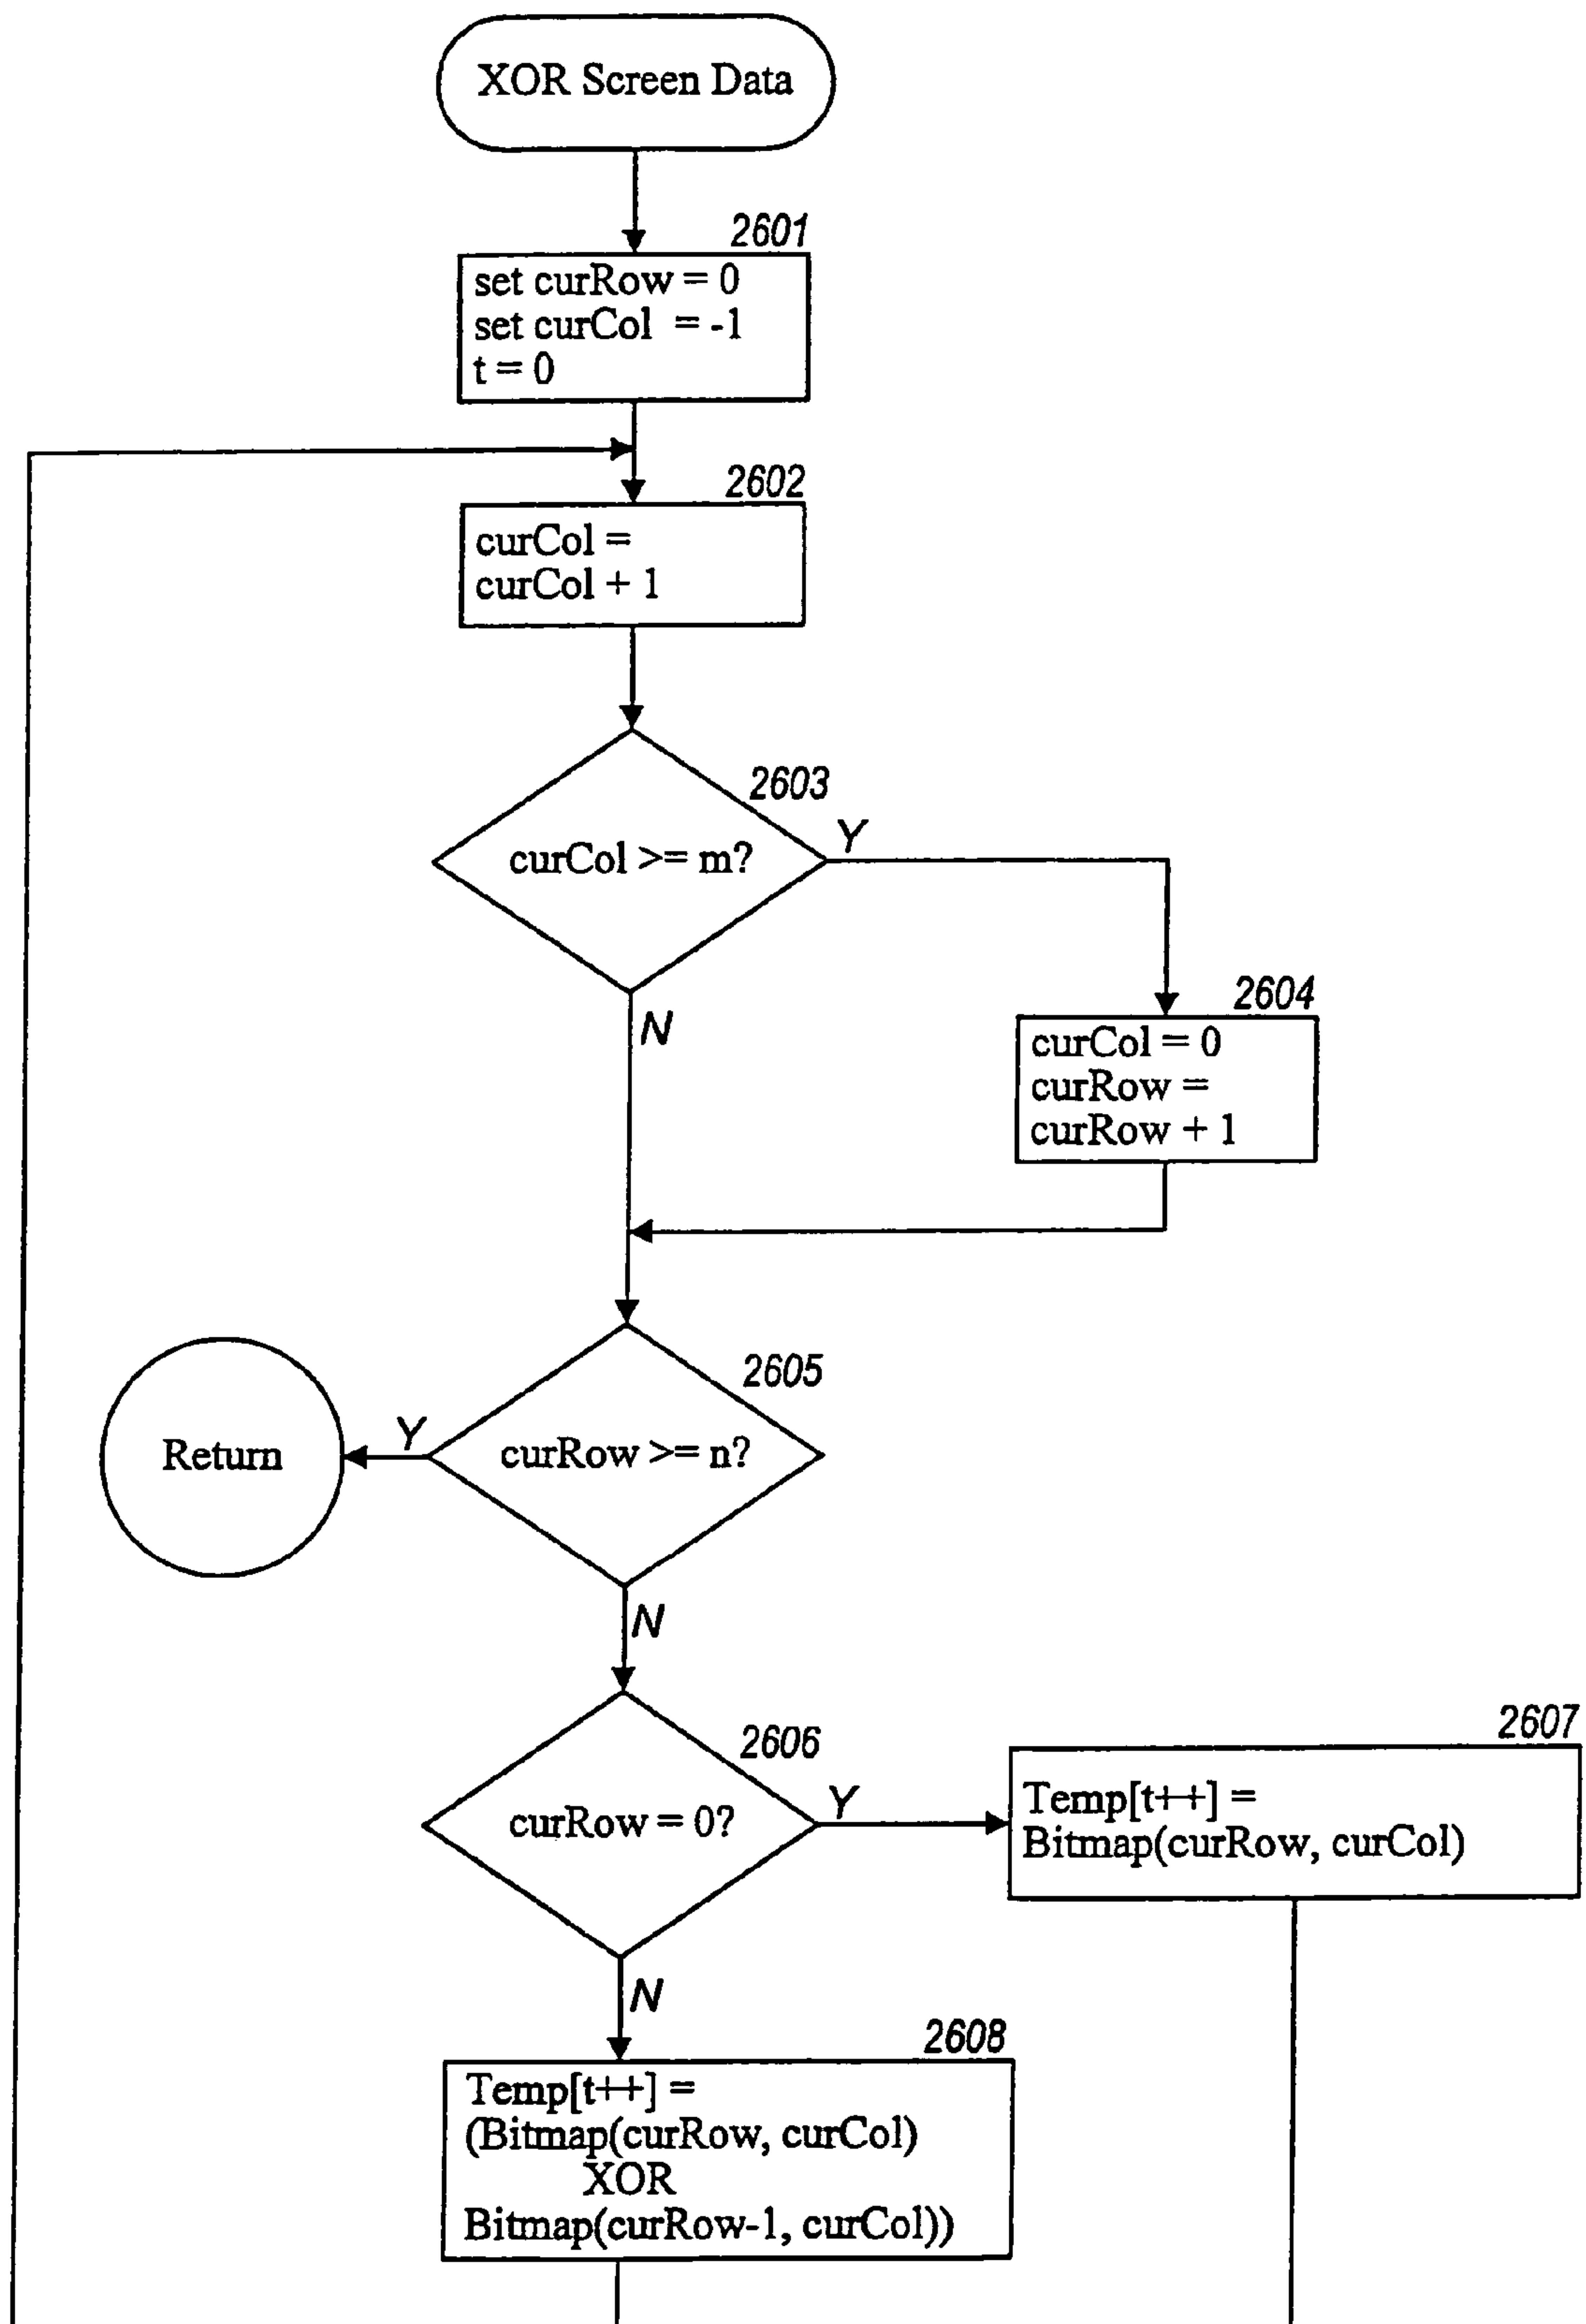 XOR Screen Data
2601
set curRow = 0
set curCol = -1
t = 0
2602
curCol =
curCol + 1
2603
curCol >= m?
Y
N
2604
curCol = 0
curRow =
curRow + 1
2605
curRow >= n?
Y
Return
N
2606
curRow = 0?
Y
2607
Temp[t++] =
Bitmap(curRow, curCol)
N
2608
Temp[t++] =
(Bitmap(curRow, curCol)
XOR
Bitmap(curRow-1, curCol))